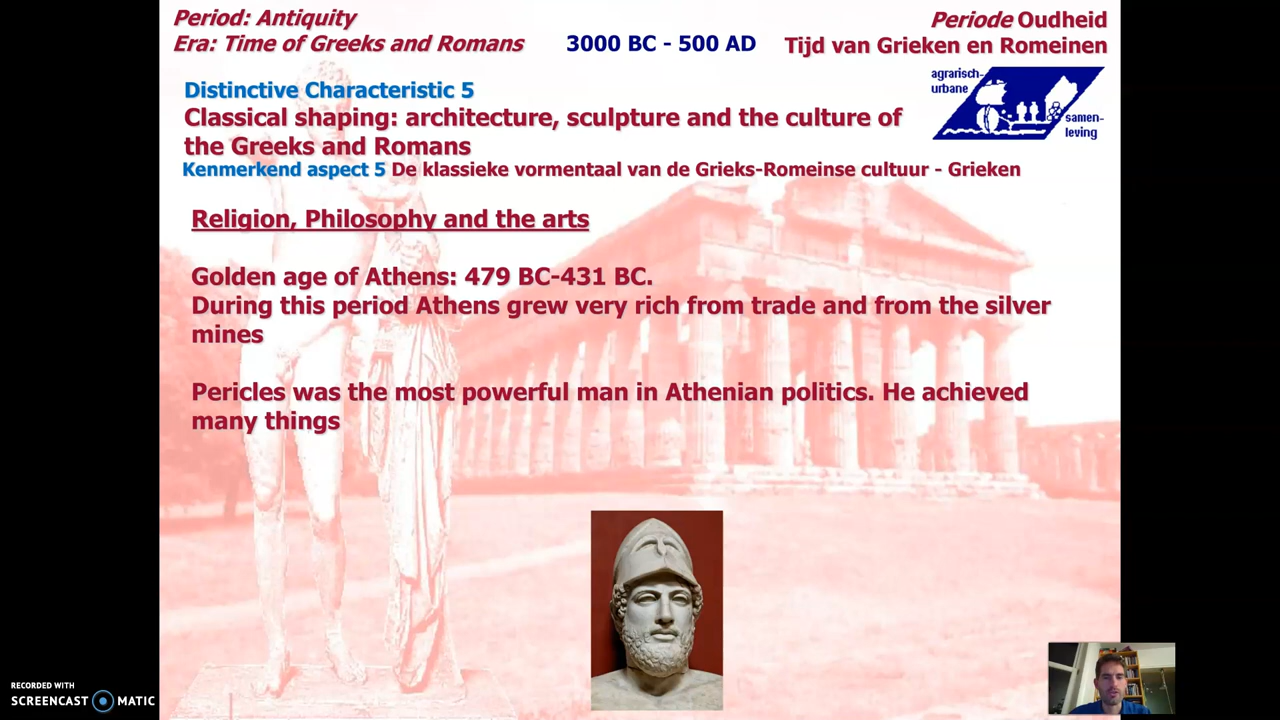 Period: Antiquity
Era: Time of Greeks and Romans
3000 BC - 500 AD
Periode Oudheid
Tijd van Grieken en Romeinen
agrarisch-
urbane
samen-
leving
Distinctive Characteristic 5
Classical shaping: architecture, sculpture and the culture of
the Greeks and Romans
Kenmerkend aspect 5 De klassieke vormentaal van de Grieks-Romeinse cultuur - Grieken
Religion, Philosophy and the arts
Golden age of Athens: 479 BC-431 BC.
During this period Athens grew very rich from trade and from the silver
mines
Pericles was the most powerful man in Athenian politics. He achieved
many things
RECORDED WITH
SCREENCAST MATIC